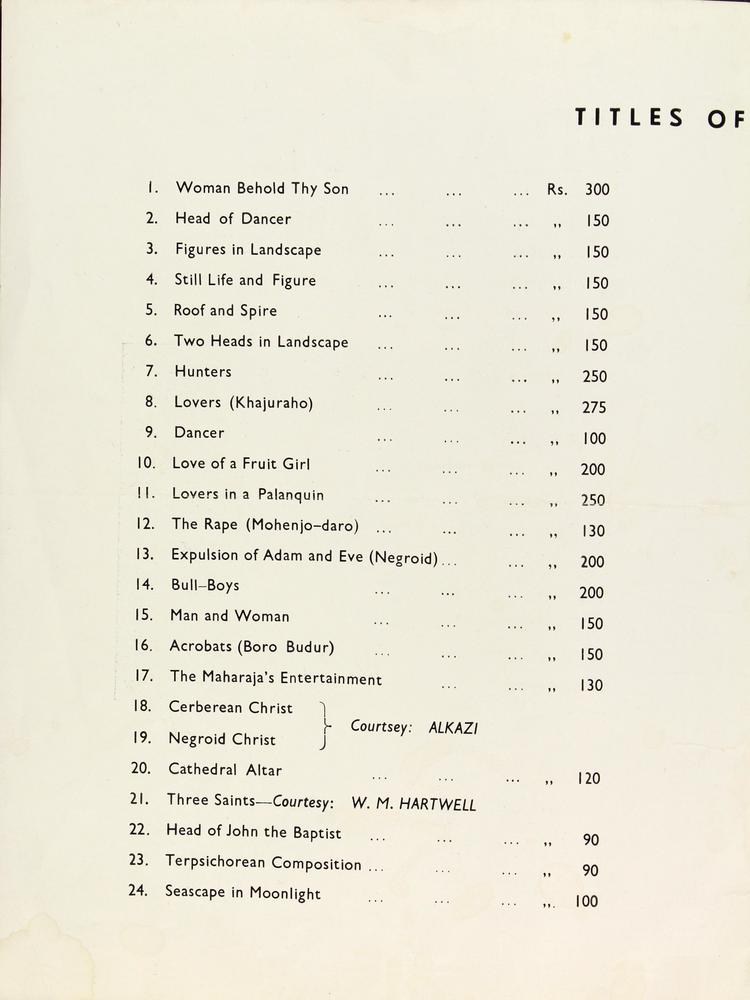 TITLES OF
1. Woman Behold Thy Son ... ... ... Rs. 300
2. Head of Dancer ... ... ... ,, 150
3. Figures in Landscape ... ... ... ,, 150
4. Still Life and Figure ... ... ... ,, 150
5. Roof and Spire ... ... ... ,, 150
6. Two Heads in Landscape ... ... ... ,, 150
7. Hunters ... ... ... ,, 250
8. Lovers (Khajuraho) ... ... ... ,, 275
9. Dancer ... ... ... ,, 100
10. Love of a Fruit Girl ... ... ... ,, 200
11. Lovers in a Palanquin ... ... ... ,, 250
12. The Rape (Mohenjo–daro) ... ... ... ,, 130
13. Expulsion of Adam and Eve (Negroid)... ... ,, 200
14. Bull–Boys ... ... ... ,, 200
15. Man and Woman ... ... ... ,, 150
16. Acrobats (Boro Budur) ... ... ... ,, 150
17. The Maharaja's Entertainment ... ... ,, 130
18. Cerberean Christ
Courtsey: ALKAZI
19. Negroid Christ
20. Cathedral Altar ... ... ... ,, 120
21. Three Saints—Courtesy: W. M. HARTWELL
22. Head of John the Baptist ... ... ... ,, 90
23. Terpsichorean Composition ... ... ... ,, 90
24. Seascape in Moonlight ... ... ... ,,. 100